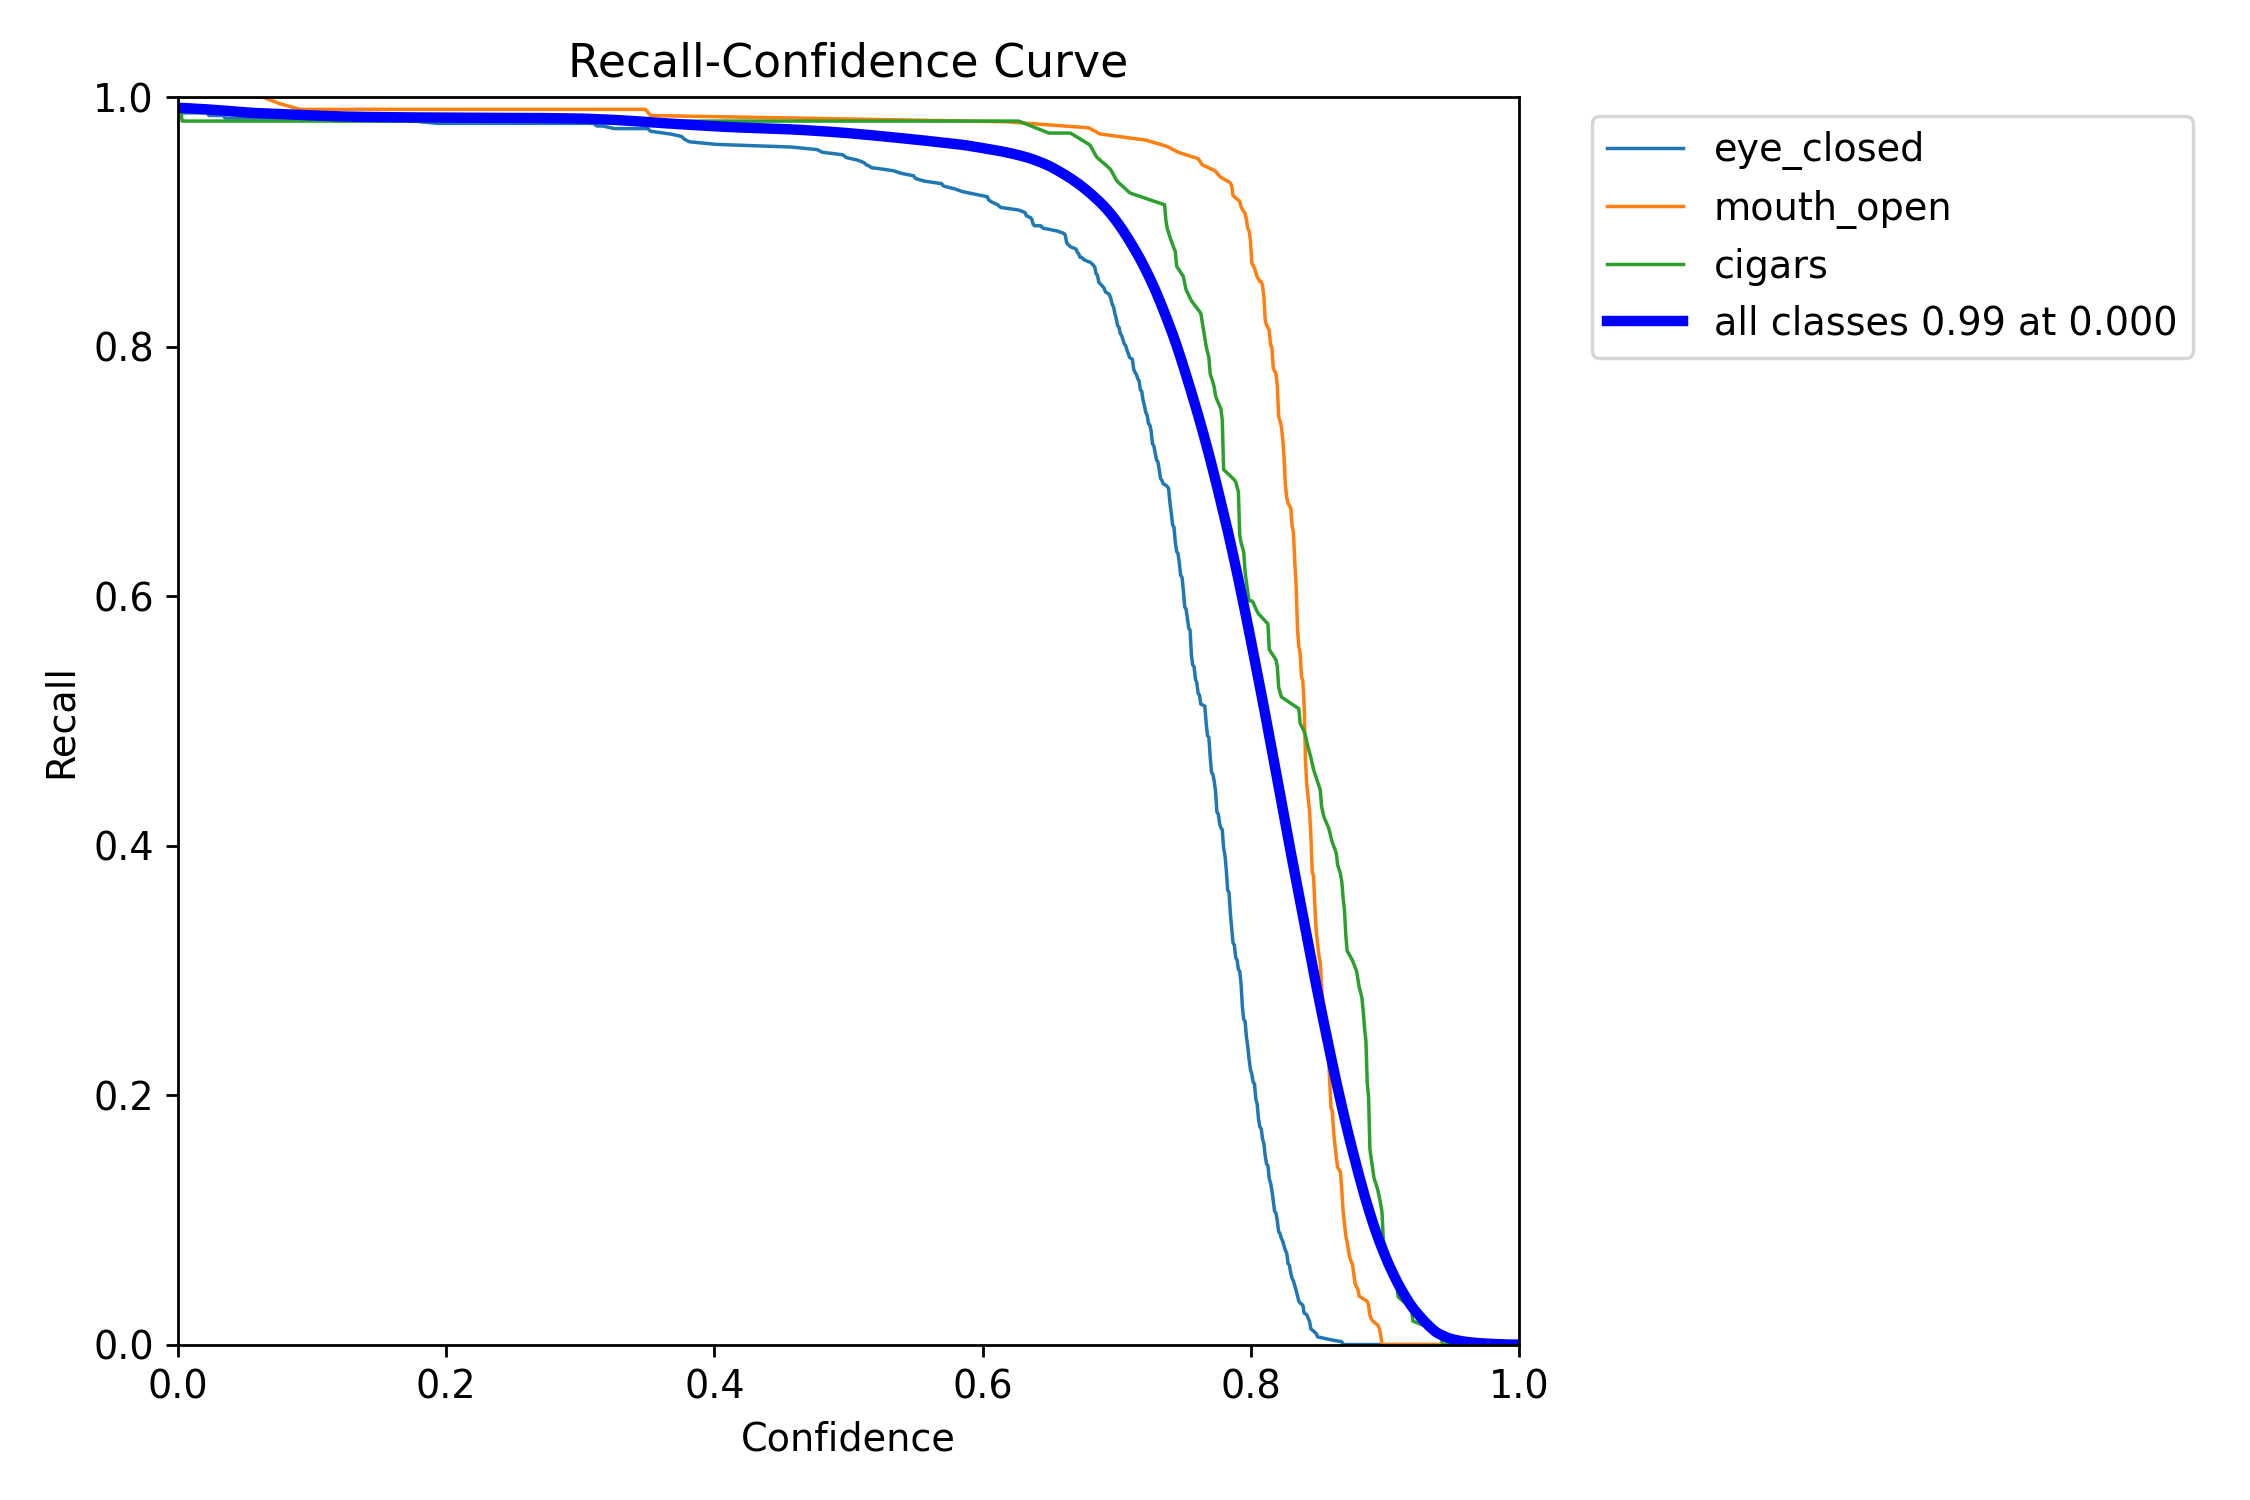 Recall-Confidence Curve
1.0
0.8
0.6
0.4
0.2
0.0
Recall
0.0 0.2 0.4 0.6 0.8 1.0
Confidence
eye_closed
mouth_open
cigars
all classes 0.99 at 0.000